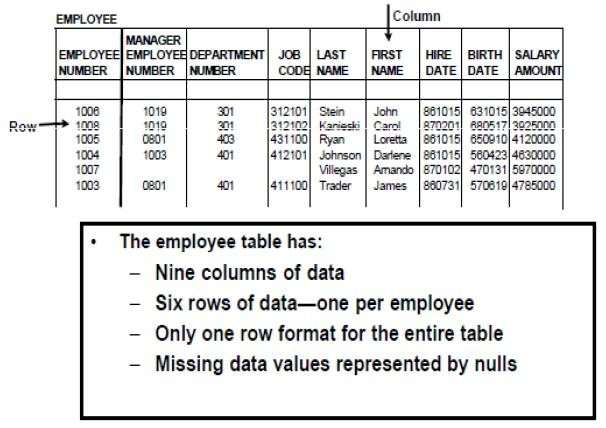 EMPLOYEE
Column
EMPLOYEE NUMBER MANAGER EMPLOYEE NUMBER DEPARTMENT NUMBER JOB CODE LAST NAME FIRST NAME HIRE DATE BIRTH DATE SALARY AMOUNT
1006 1019 301 312101 Stein John 861015 631015 3945000
Row
1008 1019 301 312102 Kanieski Carol 870201 680517 3925000
1005 0801 403 431100 Ryan Loretta 861015 650910 4120000
1004 1003 401 412101 Johnson Darlene 861015 560423 4630000
1007 Villegas Arnando 870102 470131 5970000
1003 0801 401 411100 Trader James 860731 570619 4785000
• The employee table has:
– Nine columns of data
– Six rows of data—one per employee
– Only one row format for the entire table
– Missing data values represented by nulls